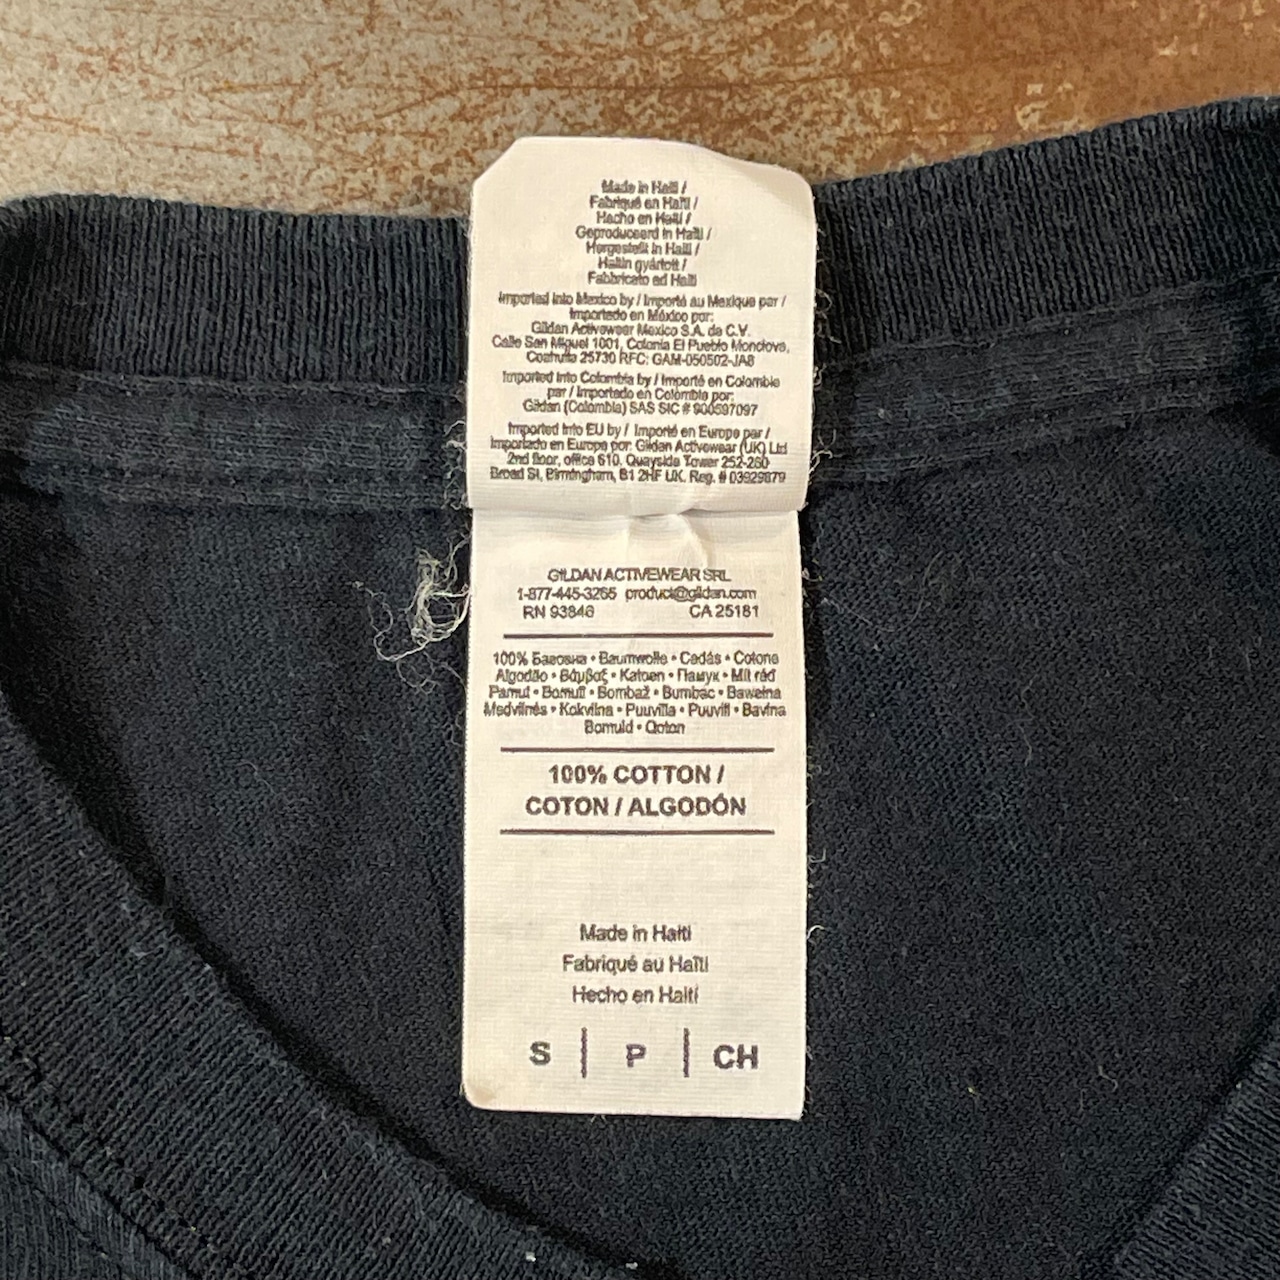 Made in Haiti /
Fabriqué en Haïti /
Hecho en Haití /
Geproduceerd in Haïti /
Hergestellt in Haiti /
Haitin gyártott /
Fabbricato ad Haiti
Imported into Mexico by / Importé au Mexique par /
Importado en México por:
Gildan Activewear Mexico S.A. de C.V.
Calle San Miguel 1001, Colonia El Pueblo Monclova,
Coahuila 25730 RFC: GAM-050502-JA8
Imported into Colombia by / Importé en Colombie
par / Importado en Colombia por:
Gildan (Colombia) SAS SIC # 900597097
Imported into EU by / Importé en Europe par /
Importado en Europe por: Gildan Activewear (UK) Ltd
2nd floor, office 610. Quayside Tower 252-260
Broad St, Birmingham, B1 2HF UK. Reg. # 03929879
GILDAN ACTIVEWEAR SRL
1-877-445-3265 product@gildan.com
RN 93846 CA 25181
100% Бавовна • Baumwolle • Cadás • Cotone
Algodão • Βάμβαξ • Katoen • Памук • Mit rád
Pamut • Bomull • Bombaž • Bumbac • Bawełna
Medvilnės • Kokvilna • Puuvilla • Puuvill • Bavlna
Bomuld • Qoton
100% COTTON /
COTON / ALGODÓN
Made in Haiti
Fabriqué au Haïti
Hecho en Haití
S | P | CH